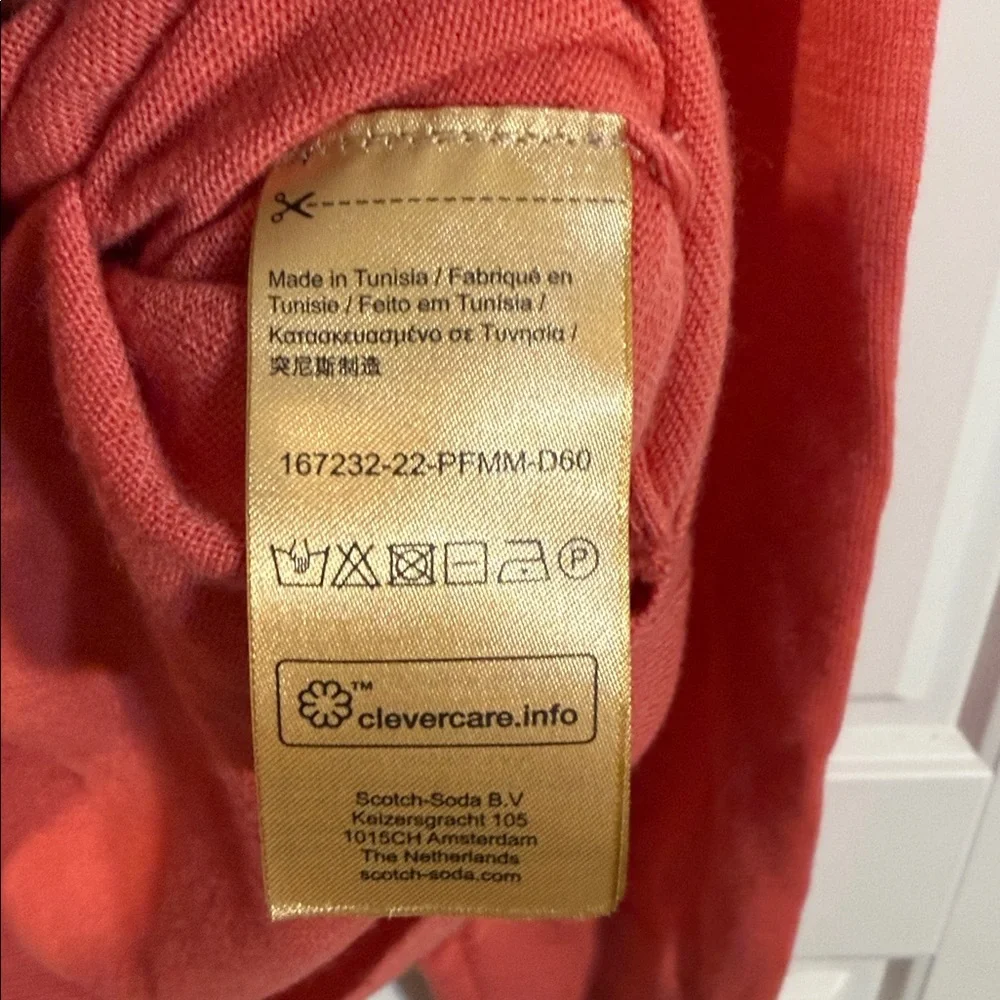 Made in Tunisia / Fabriqué en
Tunisie / Feito em Tunísia /
Κατασκευασμένο σε Τυνησία /
突尼斯制造
167232-22-PFMM-D60
P
™
clevercare.info
Scotch-Soda B.V
Keizersgracht 105
1015CH Amsterdam
The Netherlands
scotch-soda.com